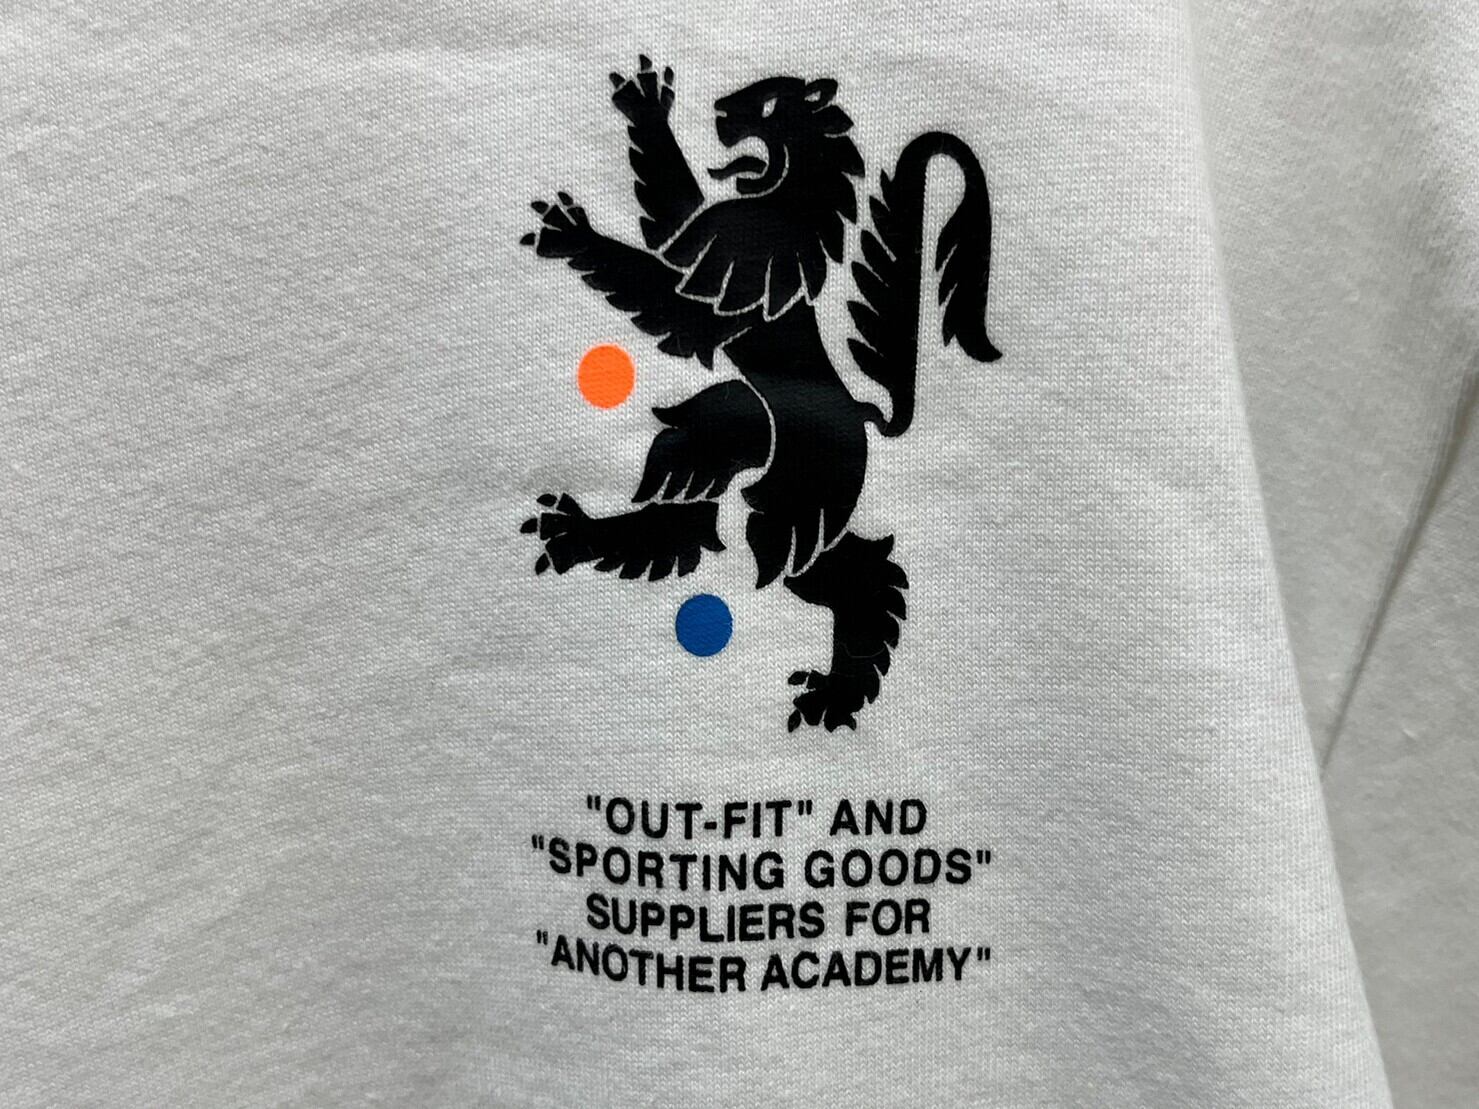 "OUT-FIT" AND
"SPORTING GOODS"
SUPPLIERS FOR
"ANOTHER ACADEMY"